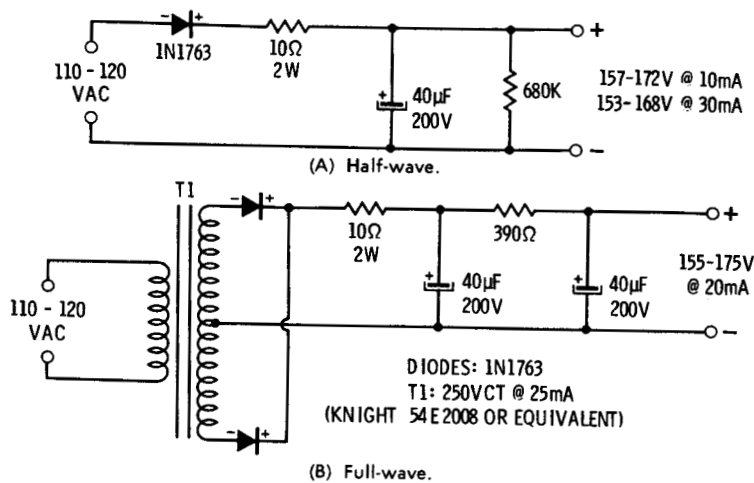 1N1763
10Ω
2W
110 - 120
VAC
+
40µF
200V
680K
+
157-172V @ 10mA
153-168V @ 30mA
−
(A) Half-wave.
T1
- +
10Ω
2W
390Ω
110 - 120
VAC
+
40µF
200V
+
40µF
200V
+
155-175V
@ 20mA
−
- +
DIODES: 1N1763
T1: 250VCT @ 25mA
(KNIGHT 54E2008 OR EQUIVALENT)
(B) Full-wave.